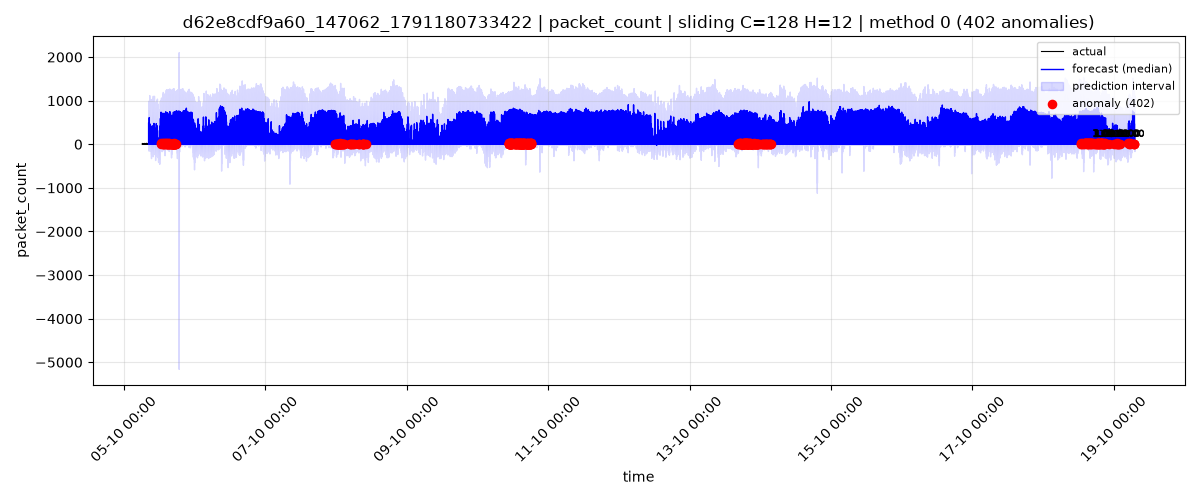 d62e8cdf9a60_147062_1791180733422 | packet_count | sliding C=128 H=12 | method 0 (402 anomalies)
actual
forecast (median)
prediction interval
anomaly (402)
packet_count
2000
1000
0
−1000
−2000
−3000
−4000
−5000
05-10 00:00
07-10 00:00
09-10 00:00
11-10 00:00
13-10 00:00
15-10 00:00
17-10 00:00
19-10 00:00
time